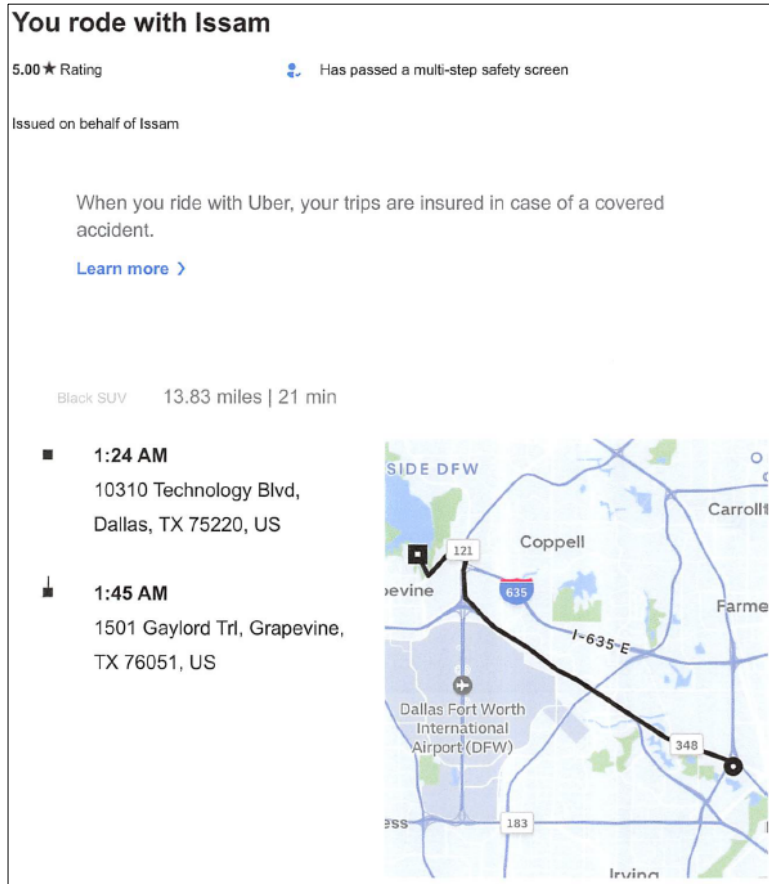 You rode with Issam
5.00 ★ Rating
Has passed a multi-step safety screen
Issued on behalf of Issam
When you ride with Uber, your trips are insured in case of a covered
accident.
Learn more >
Black SUV 13.83 miles | 21 min
1:24 AM
10310 Technology Blvd,
Dallas, TX 75220, US
1:45 AM
1501 Gaylord Trl, Grapevine,
TX 76051, US
SIDE DFW
Carrollt
121
Coppell
evine
635
Farme
I-635 E
Dallas Fort Worth
International
Airport (DFW)
348
ess
183
Irving